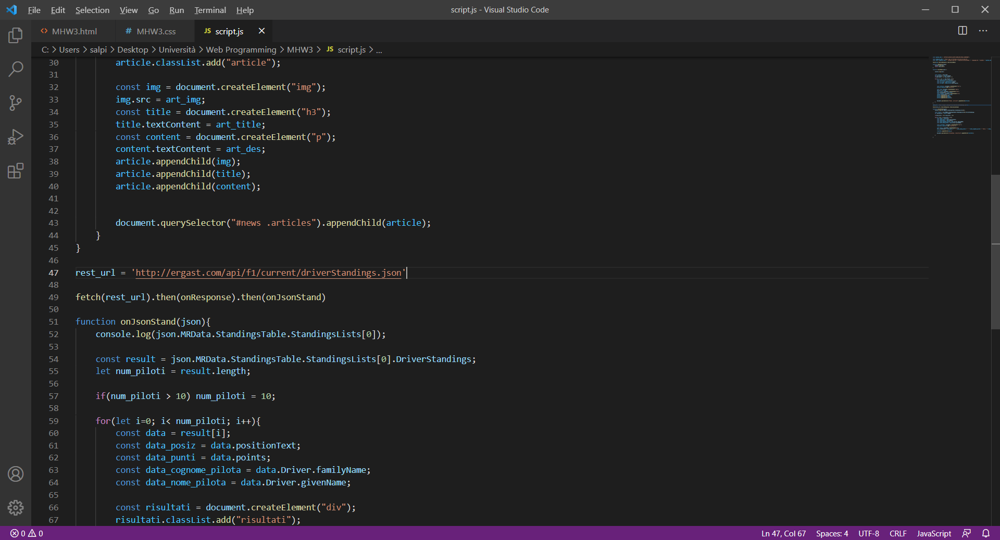 File Edit Selection View Go Run Terminal Help
script.js - Visual Studio Code
<> MHW3.html
# MHW3.css
JS script.js
C: > Users > salpi > Desktop > Università > Web Programming > MHW3 > JS script.js > ...
30 article.classList.add("article");
31
32 const img = document.createElement("img");
33 img.src = art_img;
34 const title = document.createElement("h3");
35 title.textContent = art_title;
36 const content = document.createElement("p");
37 content.textContent = art_des;
38 article.appendChild(img);
39 article.appendChild(title);
40 article.appendChild(content);
41
42
43 document.querySelector("#news .articles").appendChild(article);
44 }
45 }
46
47 rest_url = 'http://ergast.com/api/f1/current/driverStandings.json'
48
49 fetch(rest_url).then(onResponse).then(onJsonStand)
50
51 function onJsonStand(json){
52 console.log(json.MRData.StandingsTable.StandingsLists[0]);
53
54 const result = json.MRData.StandingsTable.StandingsLists[0].DriverStandings;
55 let num_piloti = result.length;
56
57 if(num_piloti > 10) num_piloti = 10;
58
59 for(let i=0; i< num_piloti; i++){
60 const data = result[i];
61 const data_posiz = data.positionText;
62 const data_punti = data.points;
63 const data_cognome_pilota = data.Driver.familyName;
64 const data_nome_pilota = data.Driver.givenName;
65
66 const risultati = document.createElement("div");
67 risultati.classList.add("risultati");
0 0
Ln 47, Col 67 Spaces: 4 UTF-8 CRLF JavaScript